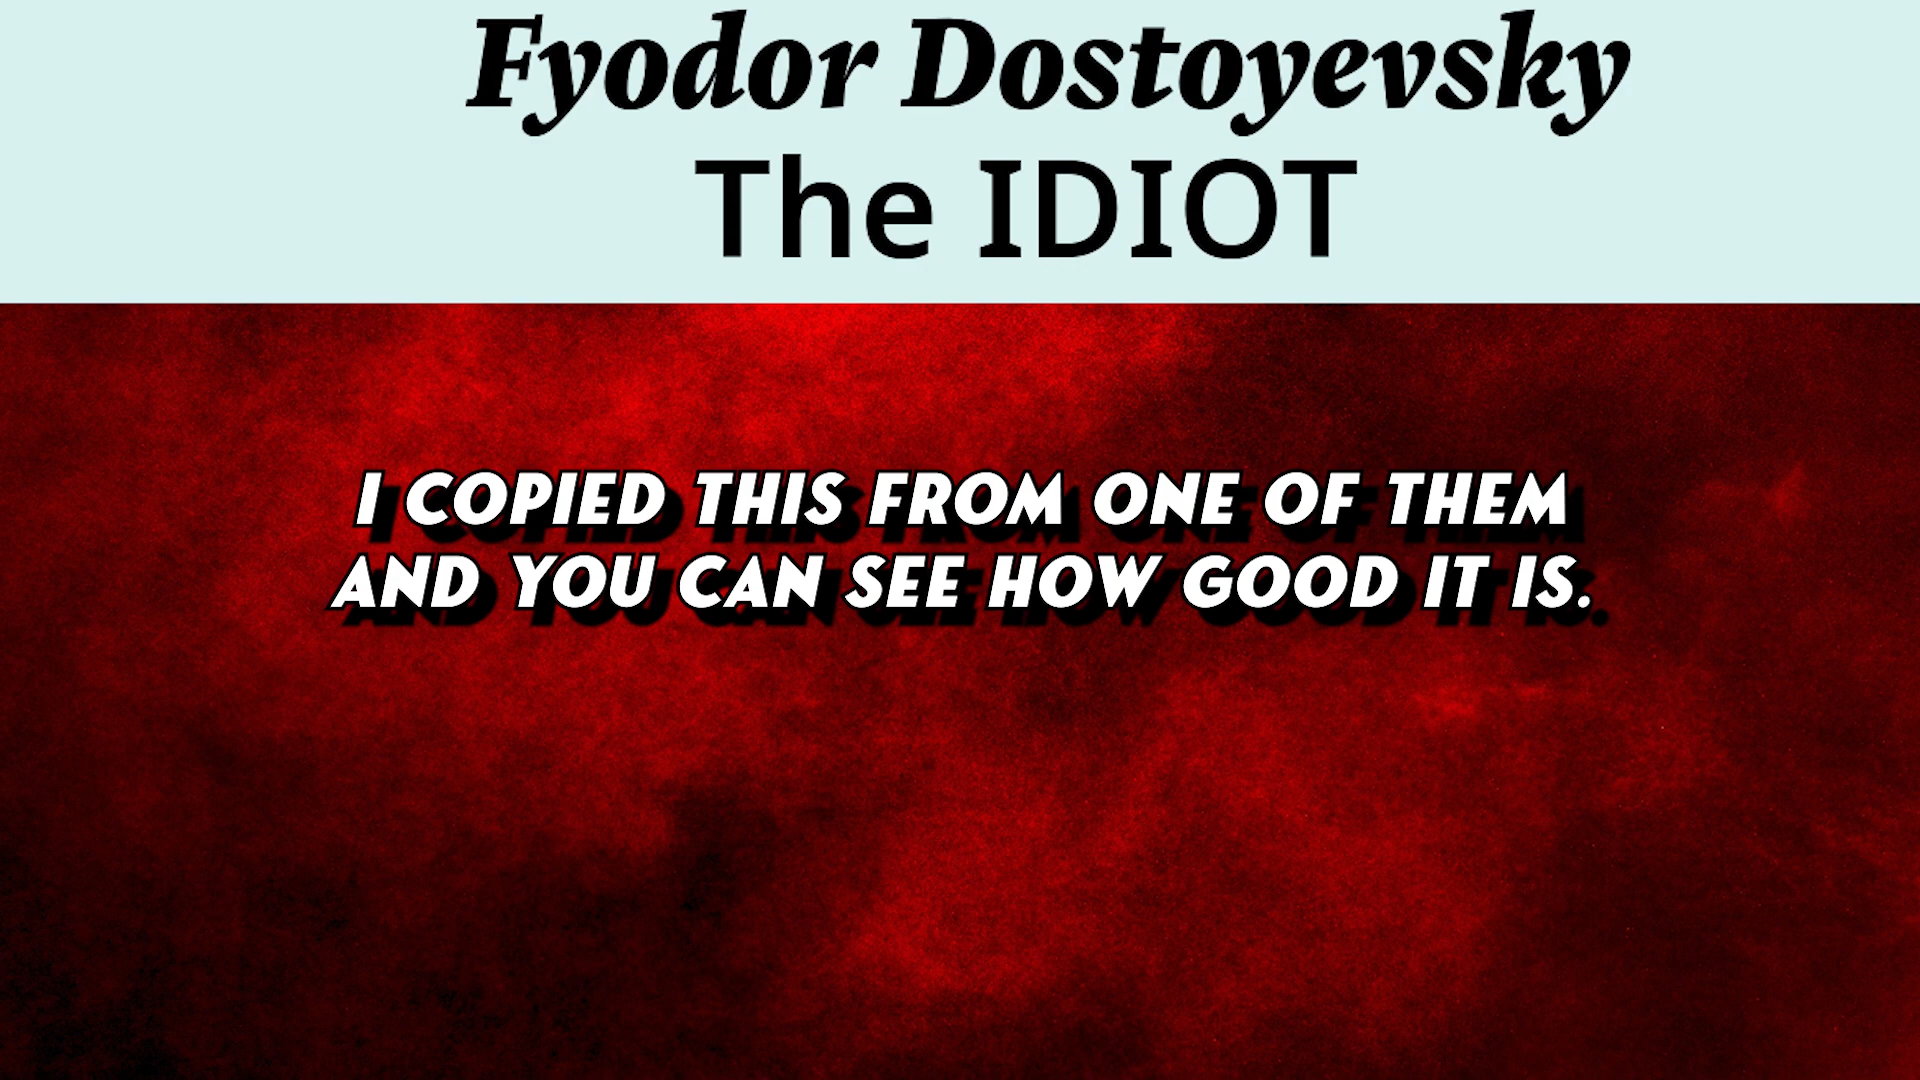 Fyodor Dostoyevsky
The IDIOT
I COPIED THIS FROM ONE OF THEM
AND YOU CAN SEE HOW GOOD IT IS.